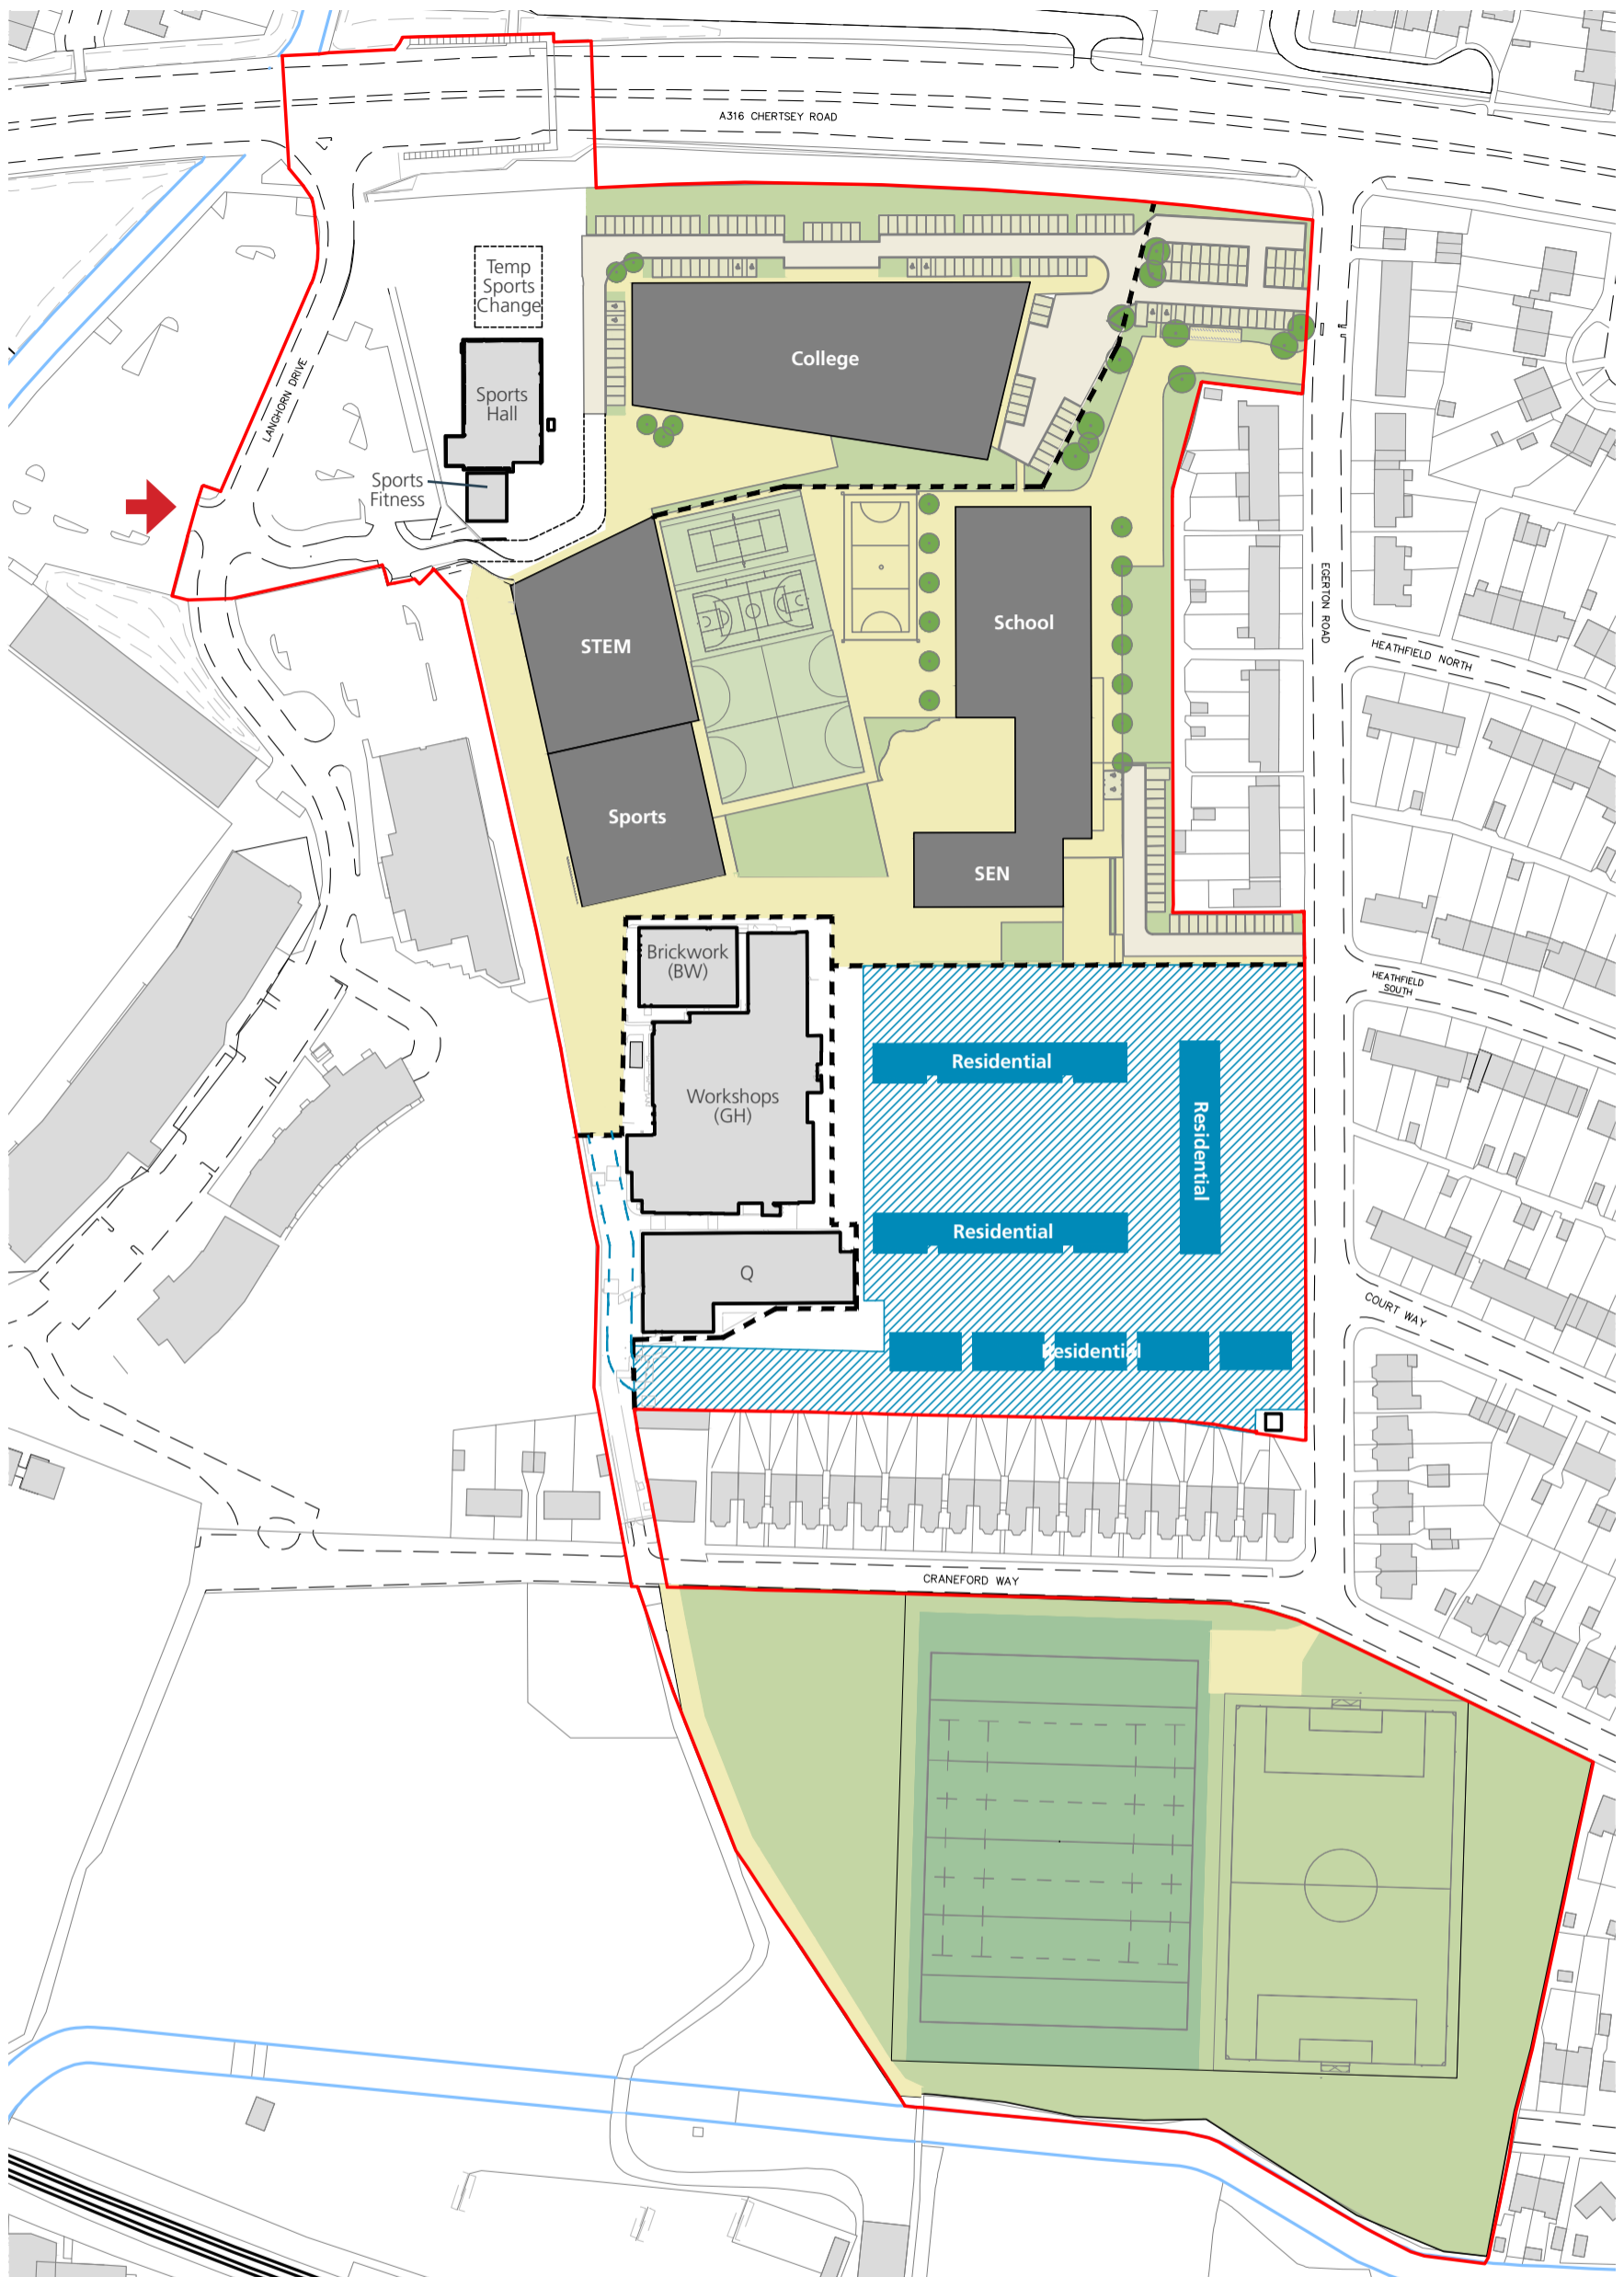 A316 CHERTSEY ROAD
Temp
Sports
Change
College
Sports
Hall
LANGHORN DRIVE
Sports
Fitness
EGERTON ROAD
School
STEM
HEATHFIELD NORTH
Sports
SEN
Brickwork
(BW)
HEATHFIELD
SOUTH
Residential
Workshops
(GH)
Residential
Residential
Q
COURT WAY
Residential
CRANEFORD WAY